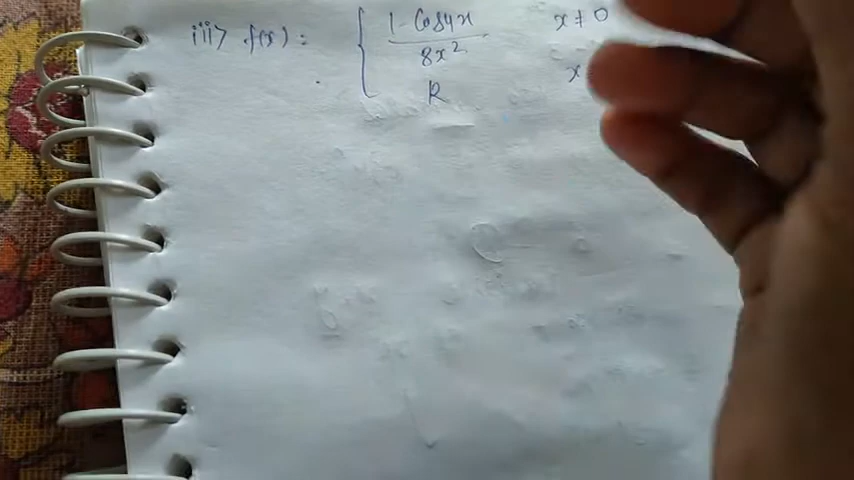 iii> f(x) = { 1 - Cos4x x ≠ 0
8x²
k x